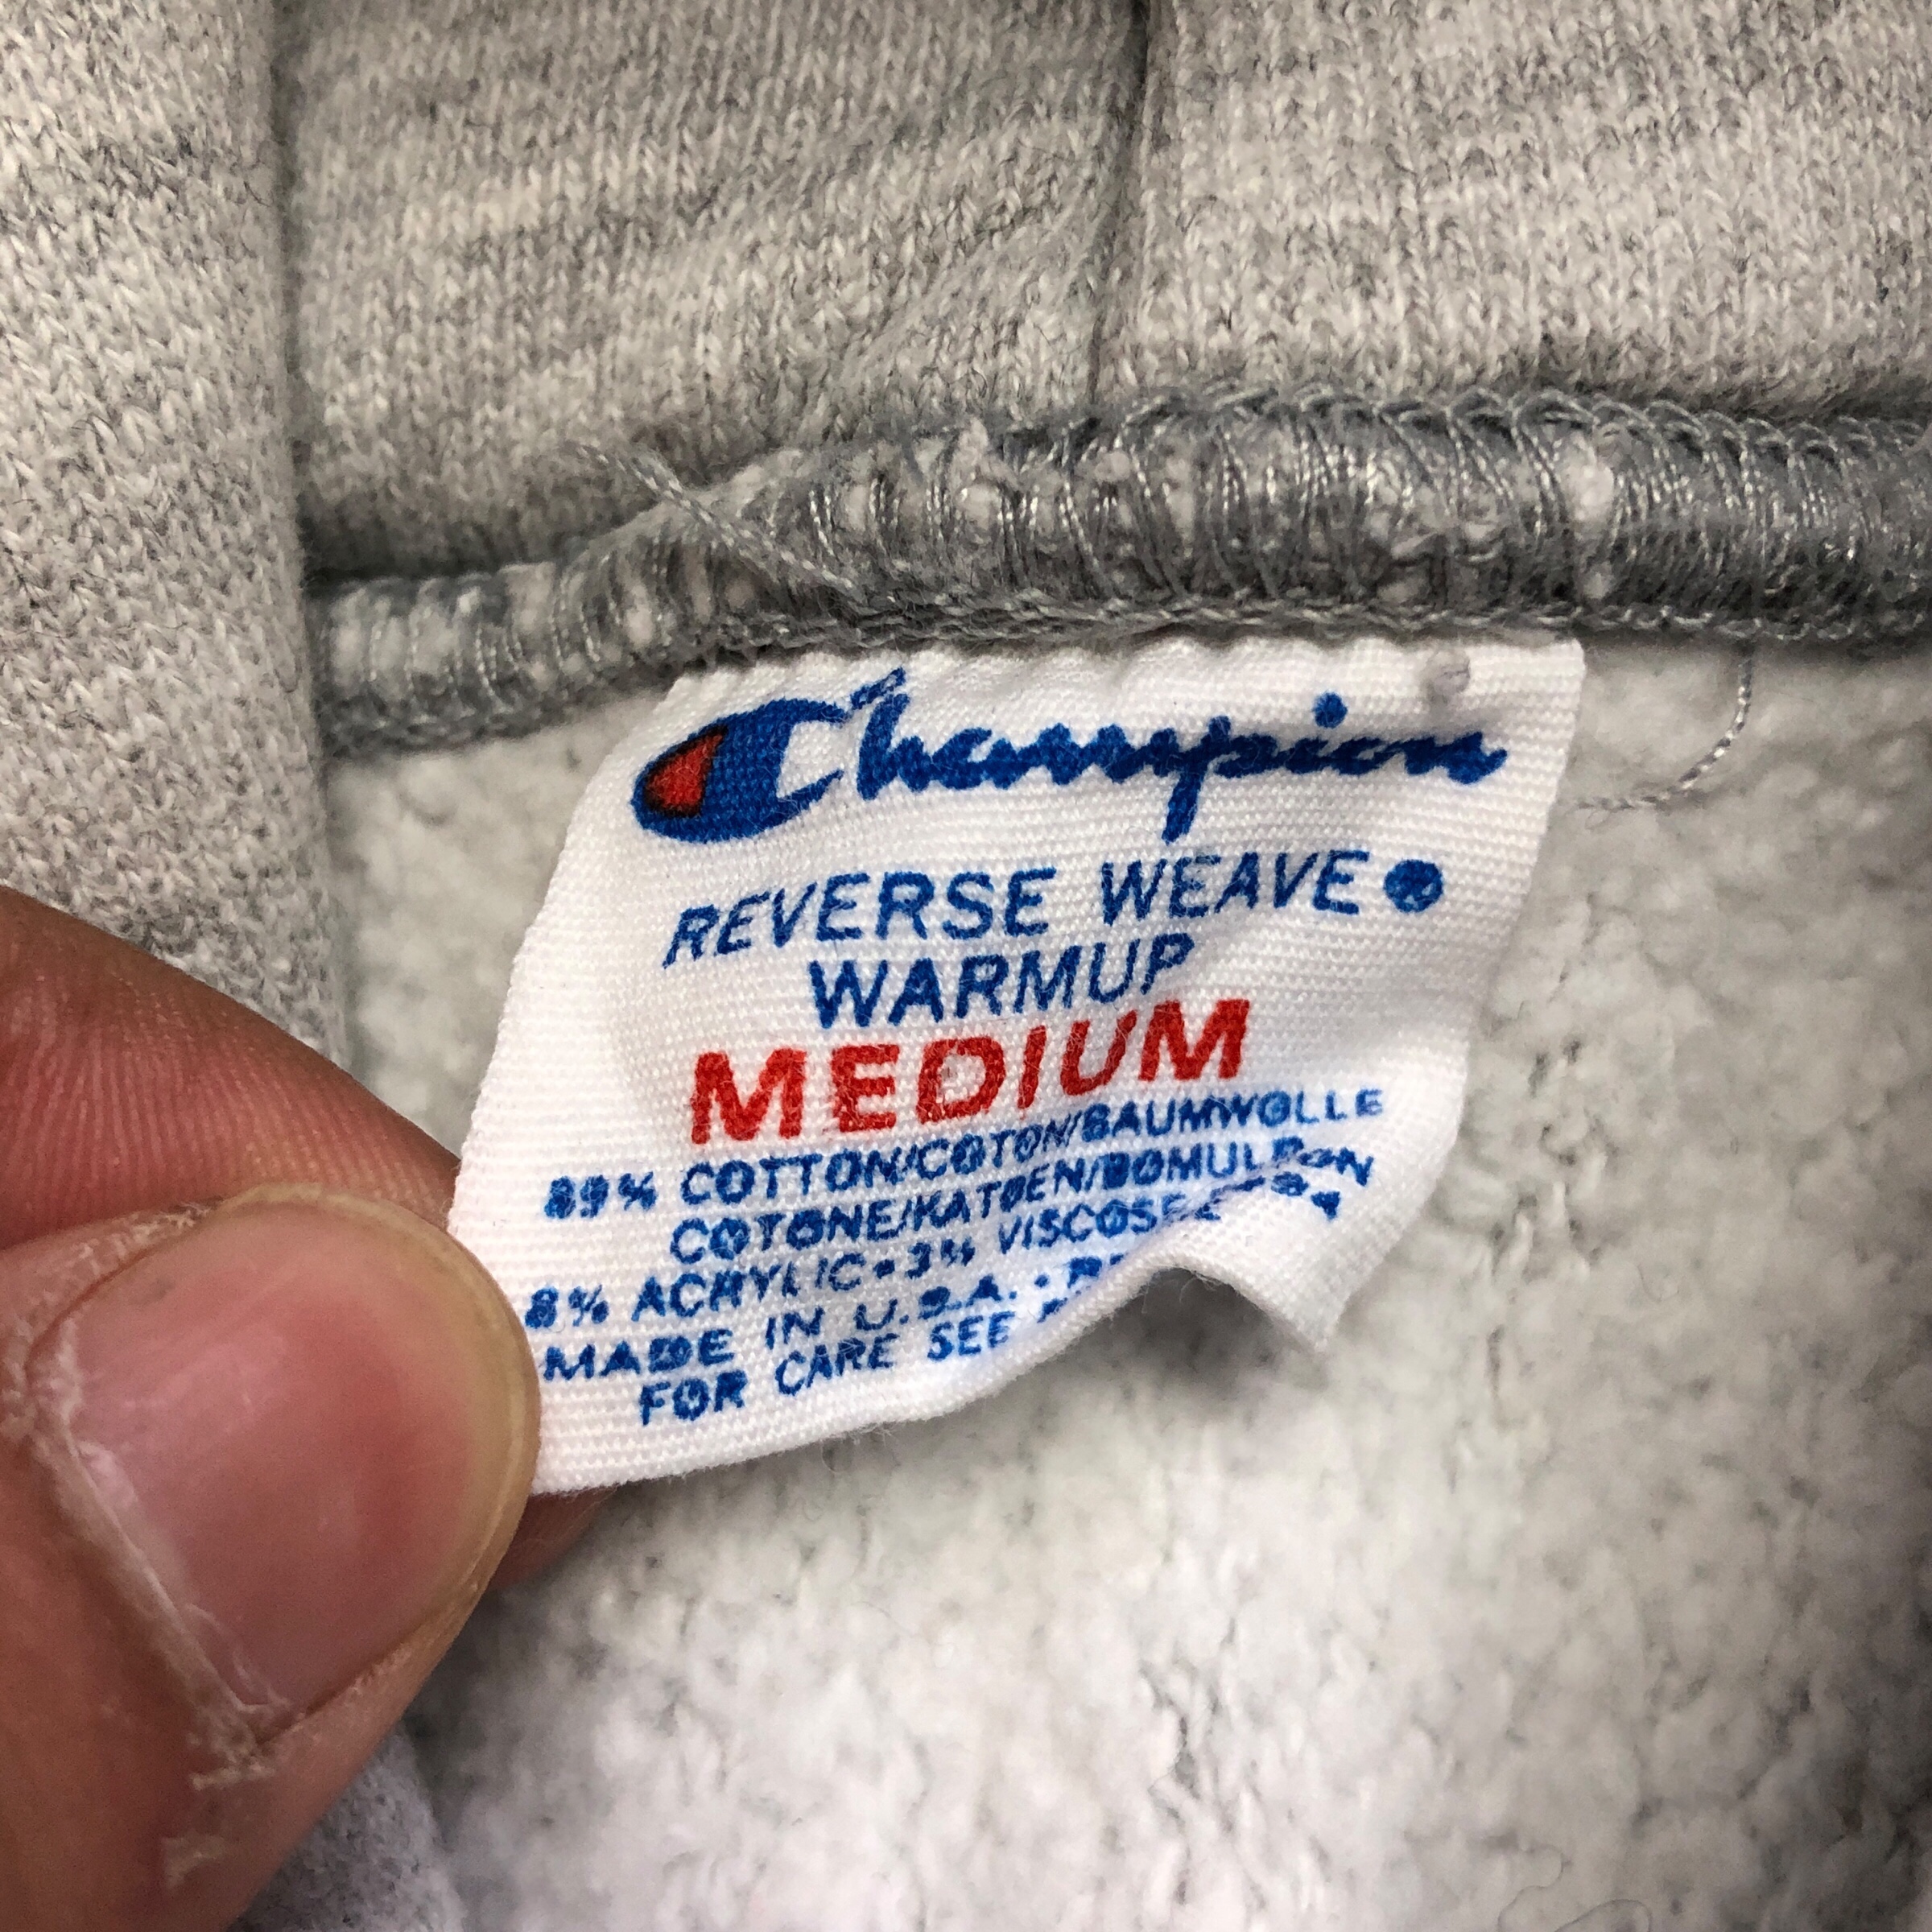 Champion
REVERSE WEAVE®
WARMUP
MEDIUM
89% COTTON/COTON/BAUMWOLLE
COTONE/KATOEN/BOMULL
8% ACRYLIC • 3% VISCOSE
MADE IN U.S.A. •
FOR CARE SEE